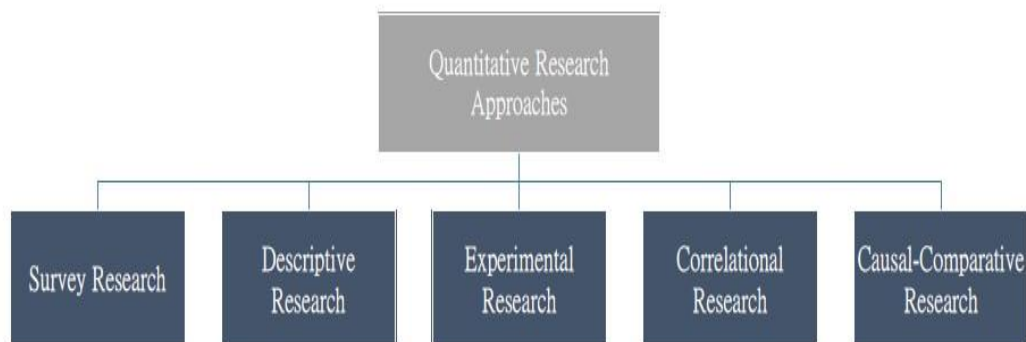 Quantitative Research
Approaches
Survey Research
Descriptive
Research
Experimental
Research
Correlational
Research
Causal-Comparative
Research